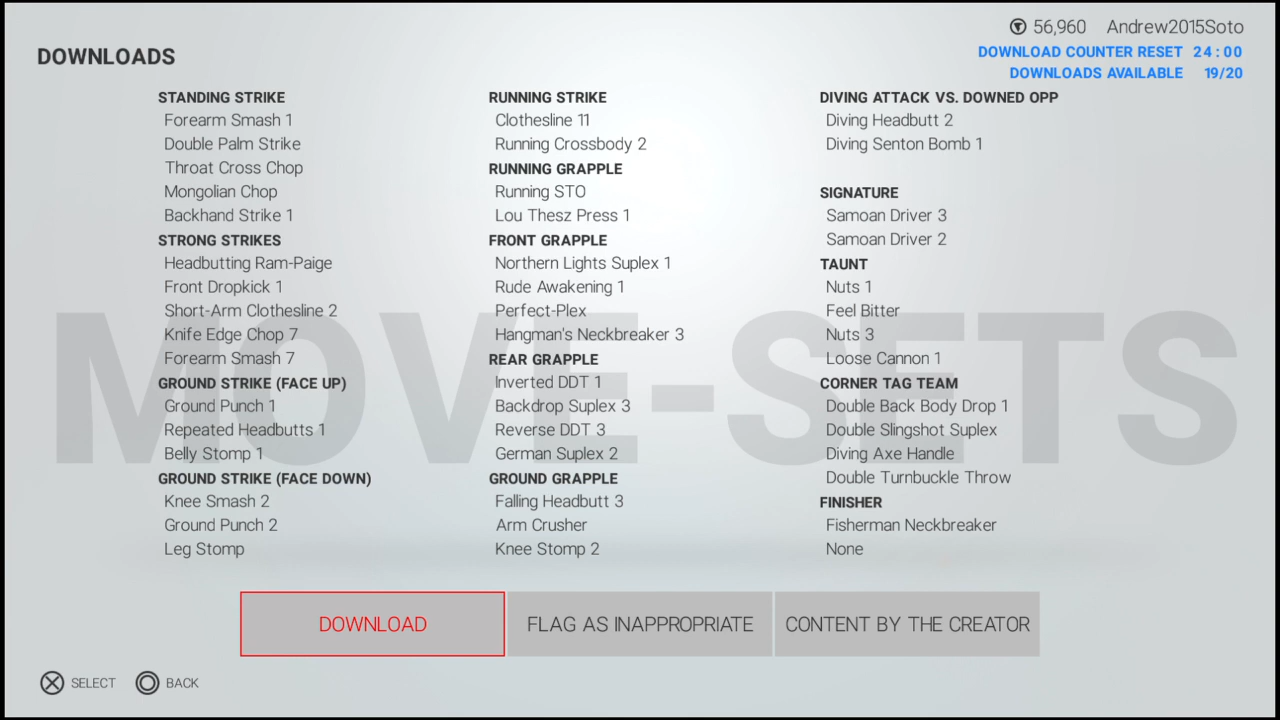 56,960 Andrew2015Soto
DOWNLOADS
DOWNLOAD COUNTER RESET 24:00
DOWNLOADS AVAILABLE 19/20
STANDING STRIKE
Forearm Smash 1
Double Palm Strike
Throat Cross Chop
Mongolian Chop
Backhand Strike 1
STRONG STRIKES
Headbutting Ram-Paige
Front Dropkick 1
Short-Arm Clothesline 2
Knife Edge Chop 7
Forearm Smash 7
GROUND STRIKE (FACE UP)
Ground Punch 1
Repeated Headbutts 1
Belly Stomp 1
GROUND STRIKE (FACE DOWN)
Knee Smash 2
Ground Punch 2
Leg Stomp
RUNNING STRIKE
Clothesline 11
Running Crossbody 2
RUNNING GRAPPLE
Running STO
Lou Thesz Press 1
FRONT GRAPPLE
Northern Lights Suplex 1
Rude Awakening 1
Perfect-Plex
Hangman's Neckbreaker 3
REAR GRAPPLE
Inverted DDT 1
Backdrop Suplex 3
Reverse DDT 3
German Suplex 2
GROUND GRAPPLE
Falling Headbutt 3
Arm Crusher
Knee Stomp 2
DIVING ATTACK VS. DOWNED OPP
Diving Headbutt 2
Diving Senton Bomb 1
SIGNATURE
Samoan Driver 3
Samoan Driver 2
TAUNT
Nuts 1
Feel Bitter
Nuts 3
Loose Cannon 1
CORNER TAG TEAM
Double Back Body Drop 1
Double Slingshot Suplex
Diving Axe Handle
Double Turnbuckle Throw
FINISHER
Fisherman Neckbreaker
None
MOVE-SETS
DOWNLOAD
FLAG AS INAPPROPRIATE
CONTENT BY THE CREATOR
SELECT
BACK